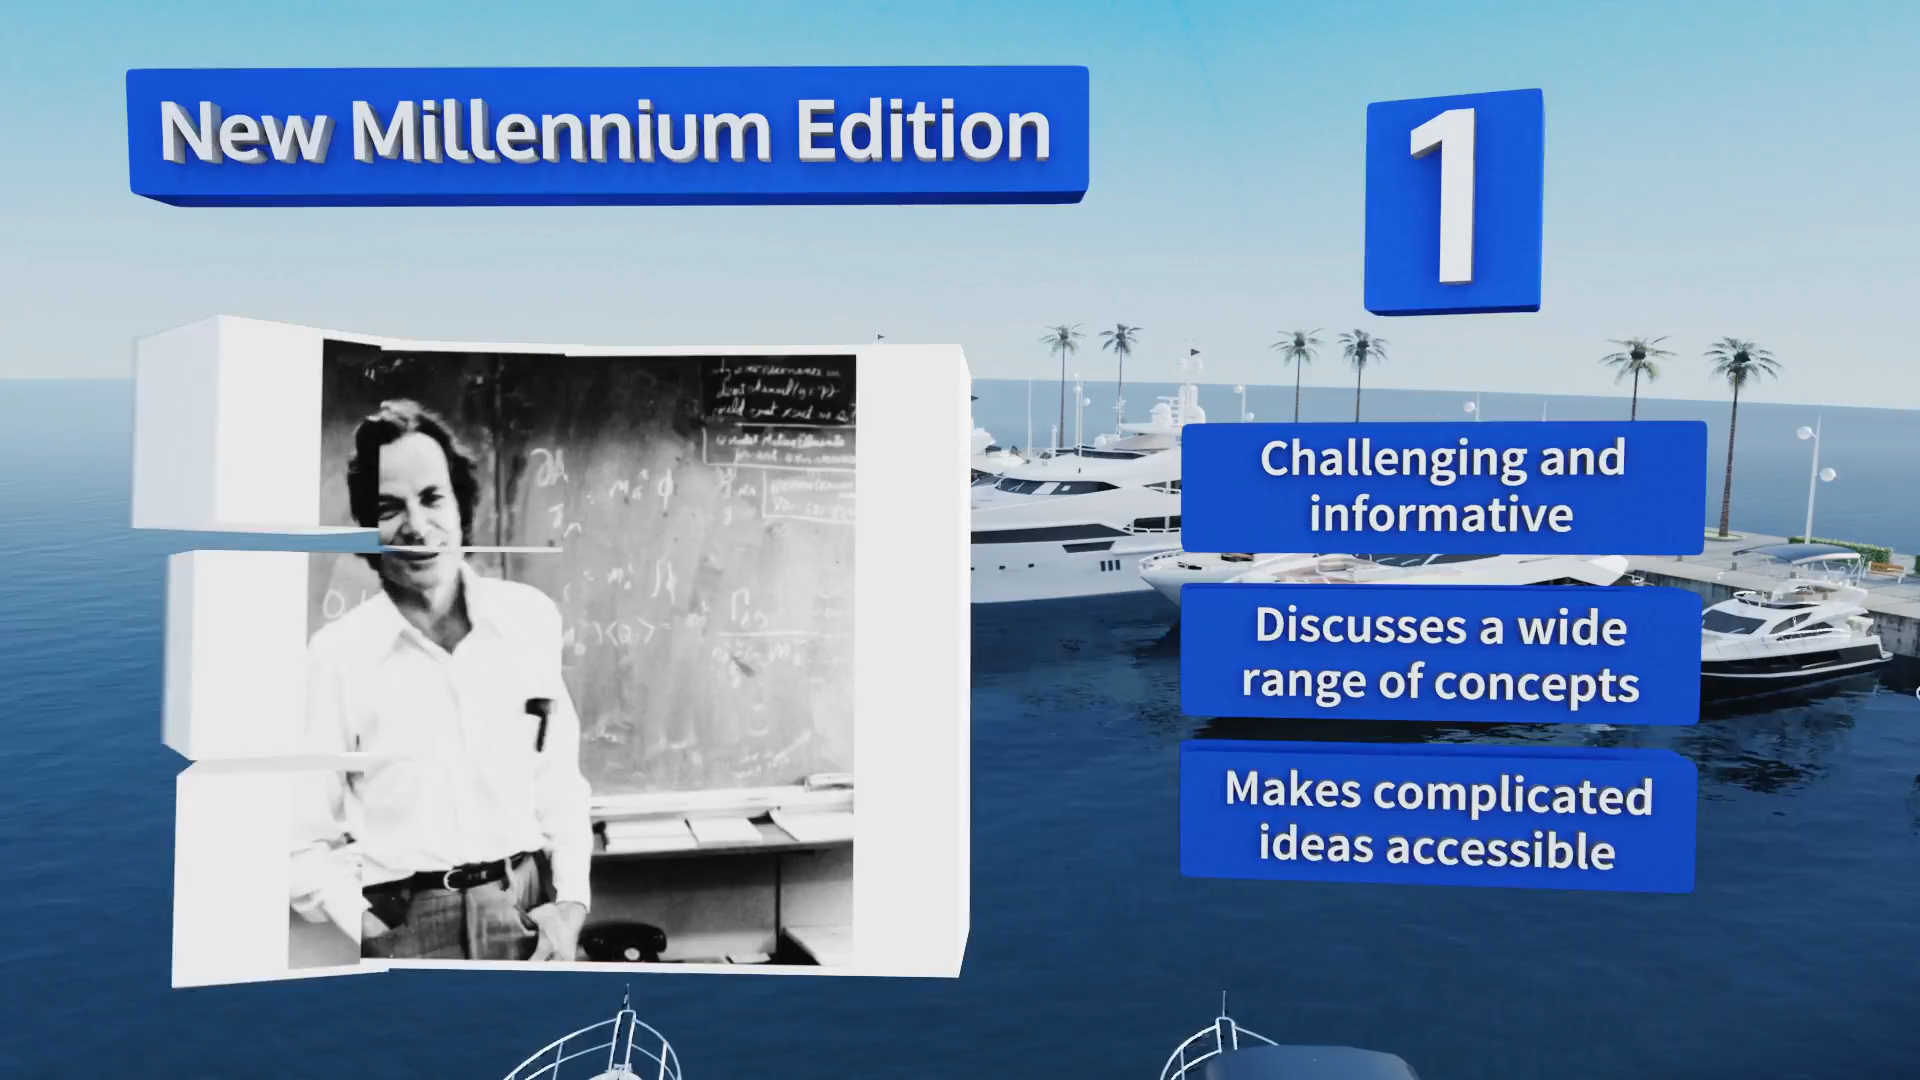 New Millennium Edition
1
Challenging and
informative
Discusses a wide
range of concepts
Makes complicated
ideas accessible